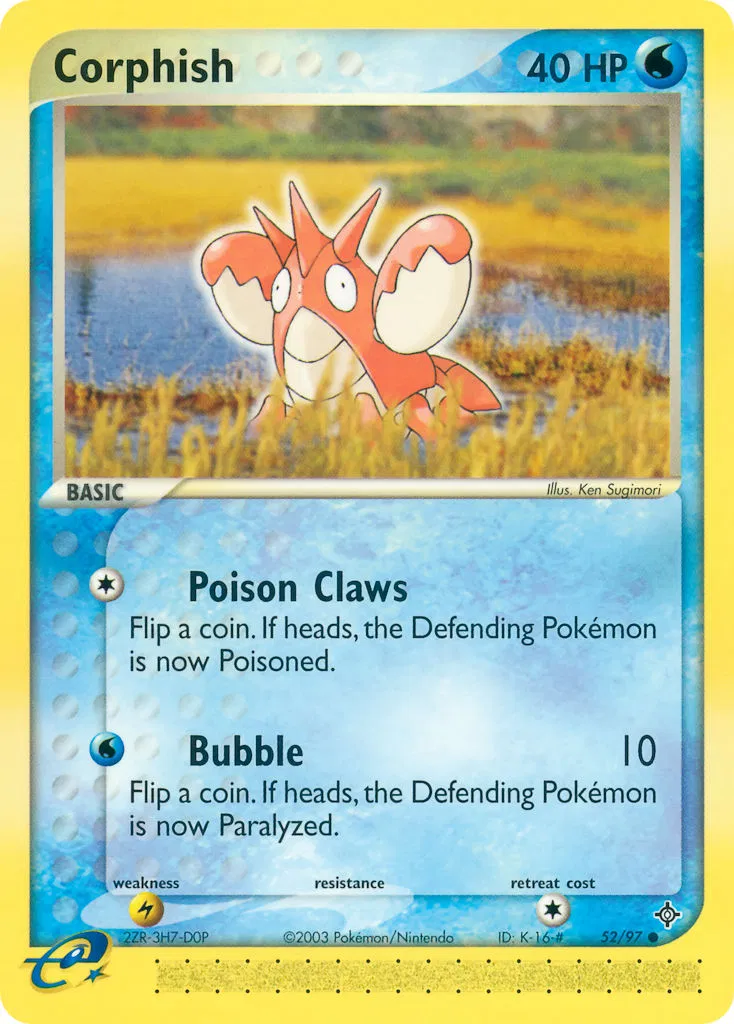 Corphish
40 HP
BASIC
Illus. Ken Sugimori
Poison Claws
Flip a coin. If heads, the Defending Pokémon
is now Poisoned.
Bubble 10
Flip a coin. If heads, the Defending Pokémon
is now Paralyzed.
weakness resistance retreat cost
2ZR-3H7-D0P ©2003 Pokémon/Nintendo ID: K-16-# 52/97
e